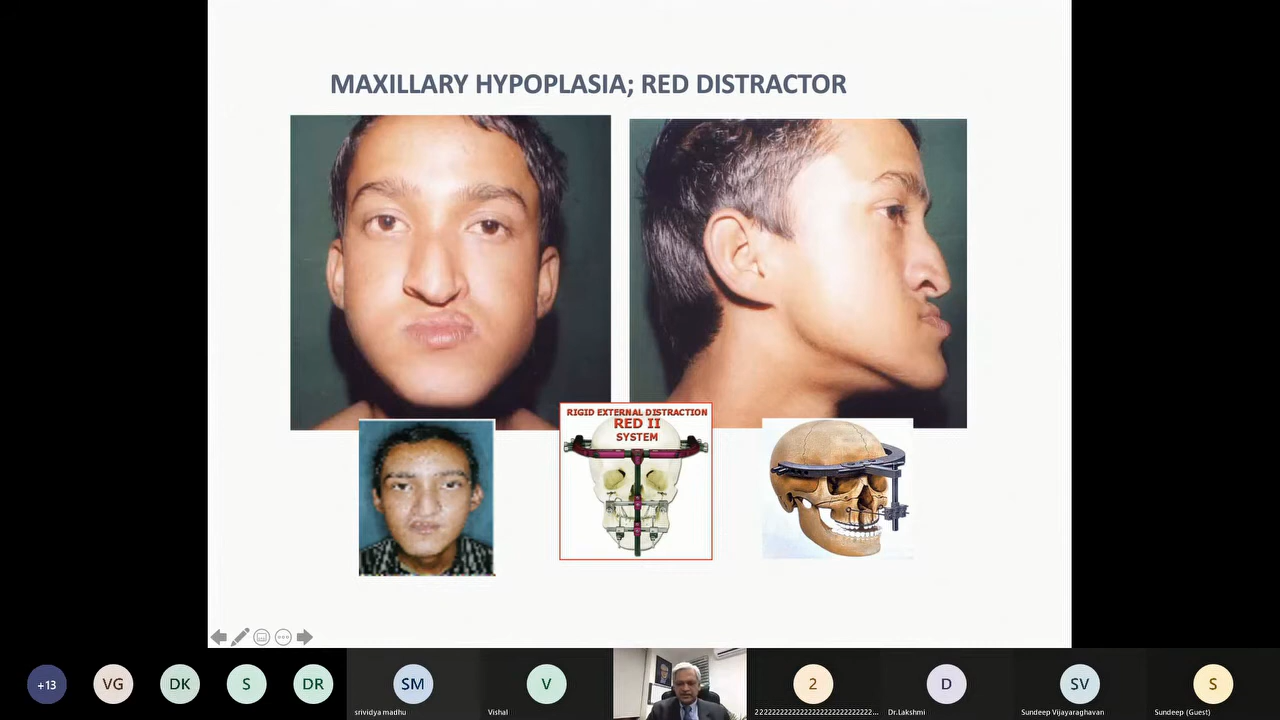 MAXILLARY HYPOPLASIA; RED DISTRACTOR
RIGID EXTERNAL DISTRACTION
RED II
SYSTEM
+13
VG
DK
S
DR
SM
srividya madhu
V
Vishal
2
2222222222222222222222222222...
D
Dr.Lakshmi
SV
Sundeep Vijayaraghavan
S
Sundeep (Guest)